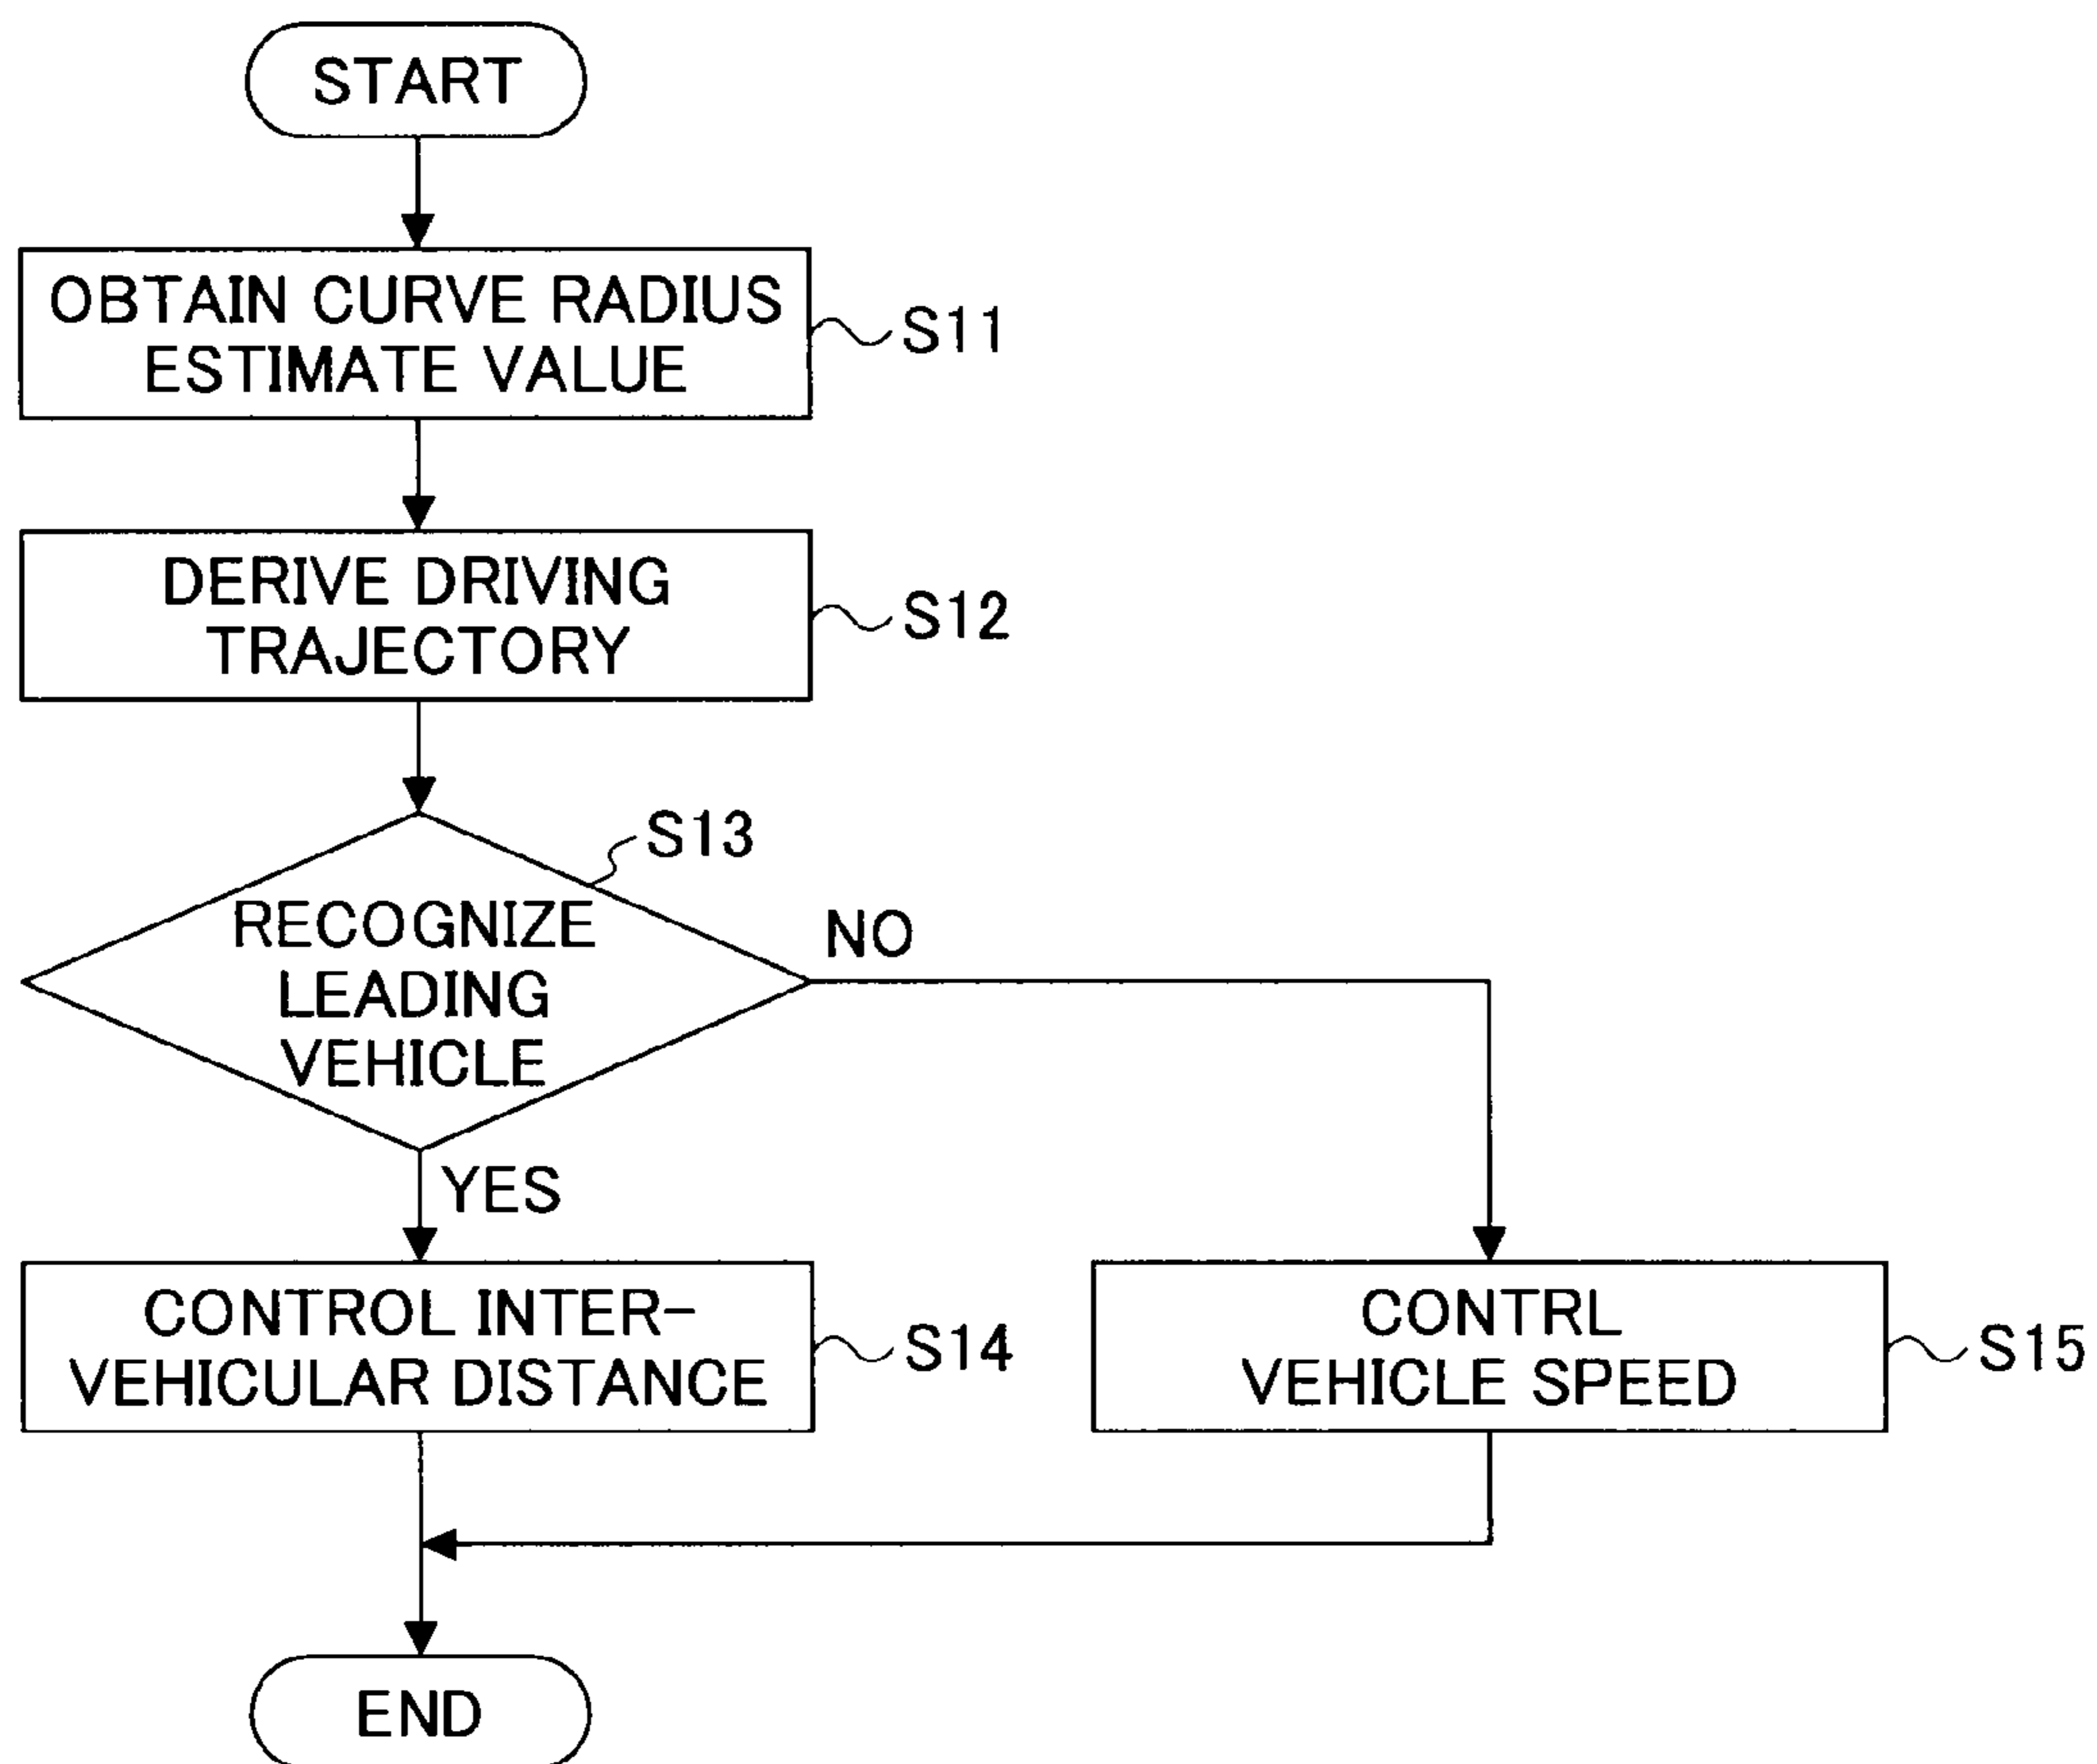 START
OBTAIN CURVE RADIUS
ESTIMATE VALUE
S11
DERIVE DRIVING
TRAJECTORY
S12
S13
RECOGNIZE
LEADING
VEHICLE
NO
YES
CONTROL INTER-
VEHICULAR DISTANCE
S14
CONTRL
VEHICLE SPEED
S15
END